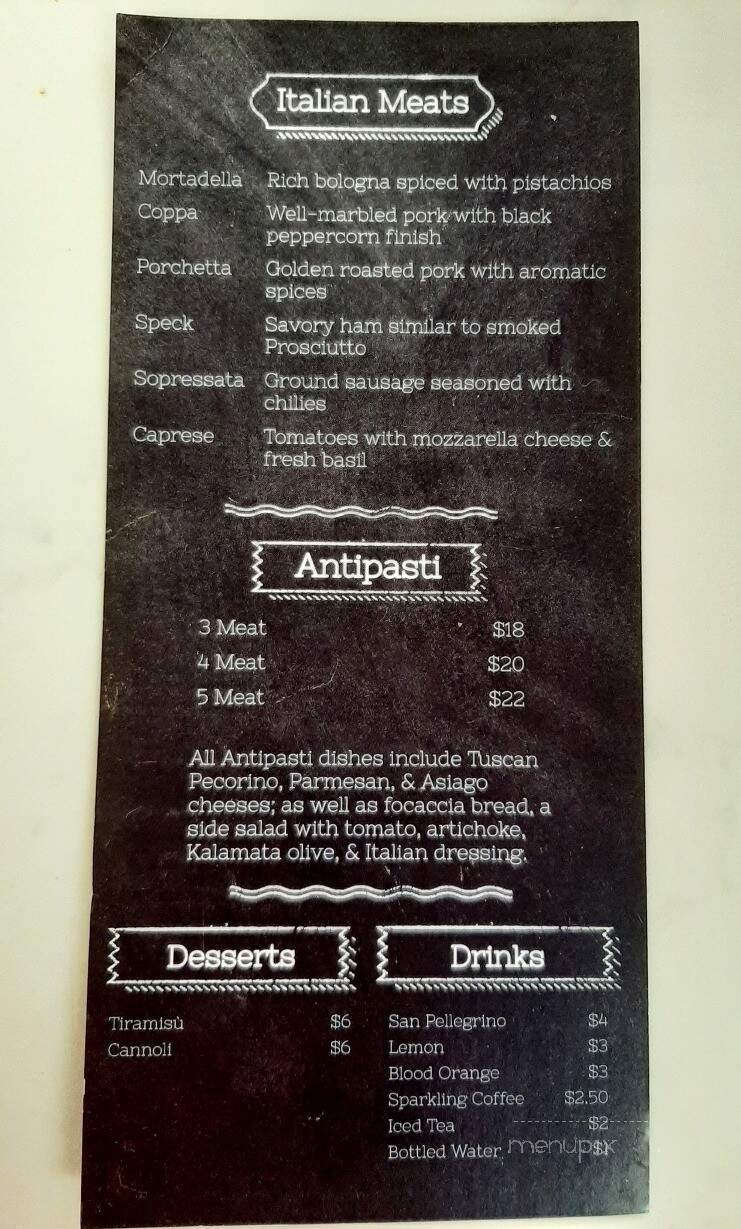 Italian Meats
Mortadella Rich bologna spiced with pistachios
Coppa Well-marbled pork with black
peppercorn finish
Porchetta Golden roasted pork with aromatic
spices
Speck Savory ham similar to smoked
Prosciutto
Sopressata Ground sausage seasoned with
chilies
Caprese Tomatoes with mozzarella cheese &
fresh basil
Antipasti
3 Meat $18
4 Meat $20
5 Meat $22
All Antipasti dishes include Tuscan
Pecorino, Parmesan, & Asiago
cheeses; as well as focaccia bread, a
side salad with tomato, artichoke,
Kalamata olive, & Italian dressing.
Desserts
Tiramisù $6
Cannoli $6
Drinks
San Pellegrino $4
Lemon $3
Blood Orange $3
Sparkling Coffee $2.50
Iced Tea $2
Bottled Water $1
menupix